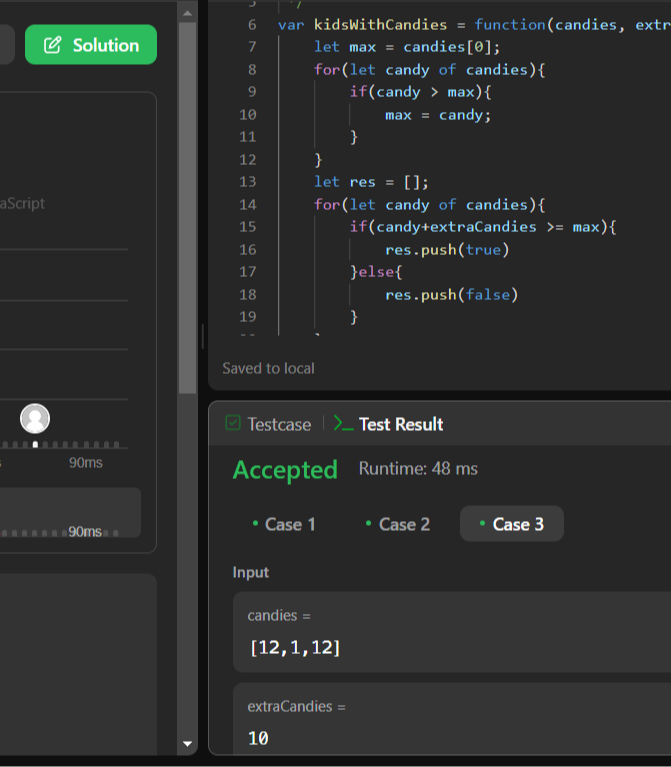 Solution
aScript
90ms
90ms
5 */
6 var kidsWithCandies = function(candies, extr
7 let max = candies[0];
8 for(let candy of candies){
9 if(candy > max){
10 max = candy;
11 }
12 }
13 let res = [];
14 for(let candy of candies){
15 if(candy+extraCandies >= max){
16 res.push(true)
17 }else{
18 res.push(false)
19 }
Saved to local
Testcase
Test Result
Accepted Runtime: 48 ms
• Case 1 • Case 2 • Case 3
Input
candies =
[12,1,12]
extraCandies =
10